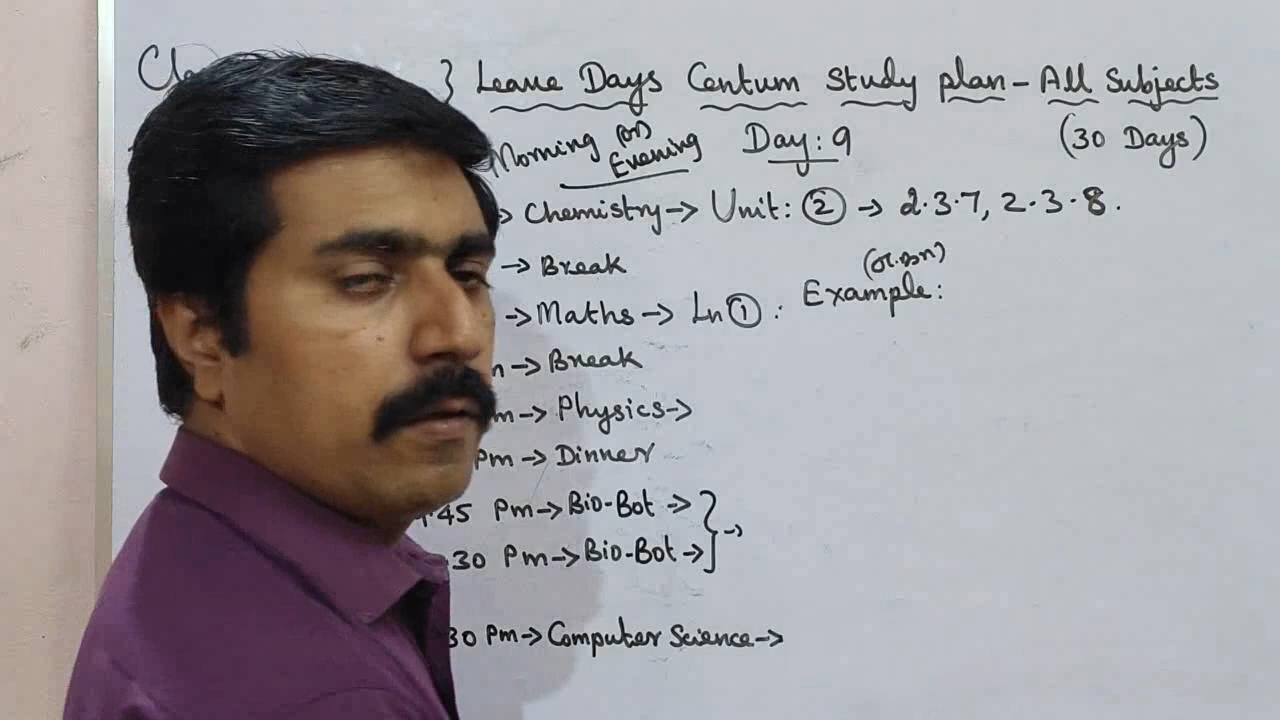 } Leave Days Centum Study plan - All Subjects
Morning (or) Evening Day: 9 (30 Days)
→ Chemistry → Unit: ② → 2.3.7, 2.3.8.
→ Break
→ Maths → Ln ① : Example:
→ Break
m → Physics →
Pm → Dinner
45 Pm → Bio-Bot → }
30 Pm → Bio-Bot → } →
30 Pm → Computer Science →